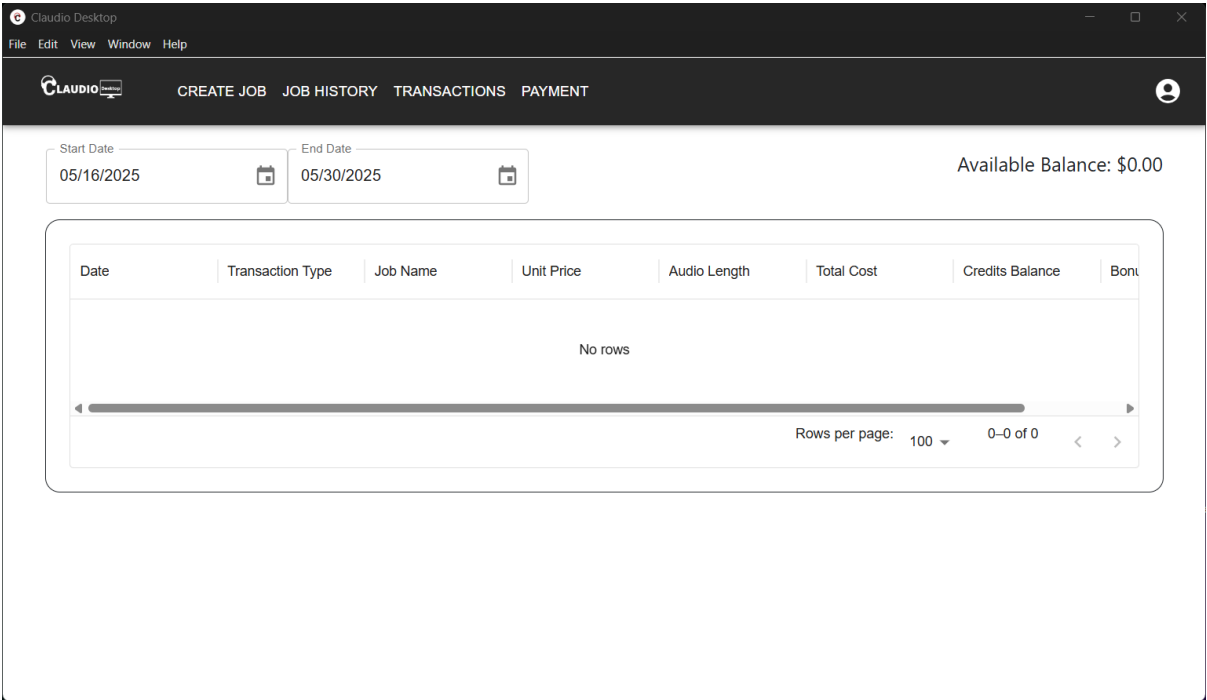 Claudio Desktop
File Edit View Window Help
CLAUDIO Desktop CREATE JOB JOB HISTORY TRANSACTIONS PAYMENT
Start Date End Date
05/16/2025 05/30/2025
Available Balance: $0.00
Date Transaction Type Job Name Unit Price Audio Length Total Cost Credits Balance Bonu
No rows
Rows per page: 100 0–0 of 0